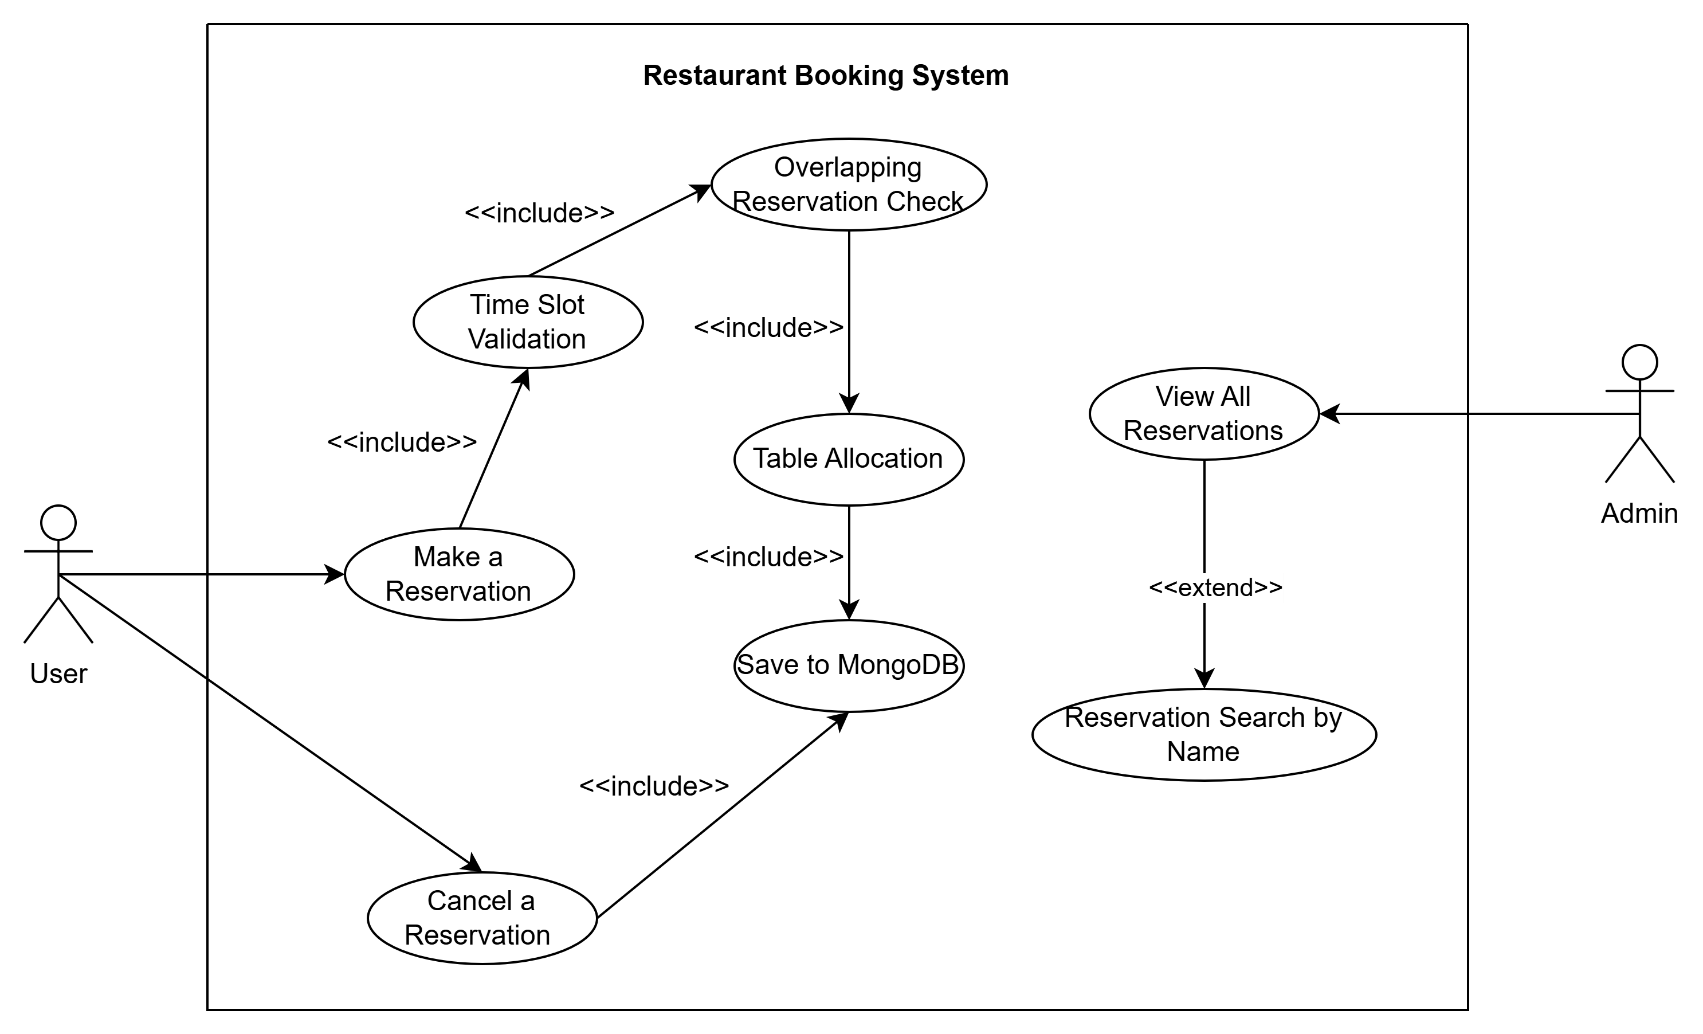 Restaurant Booking System
Overlapping
Reservation Check
<<include>>
Time Slot
Validation
<<include>>
<<include>>
Make a
Reservation
User
Table Allocation
<<include>>
Save to MongoDB
<<include>>
Cancel a
Reservation
View All
Reservations
Admin
<<extend>>
Reservation Search by
Name